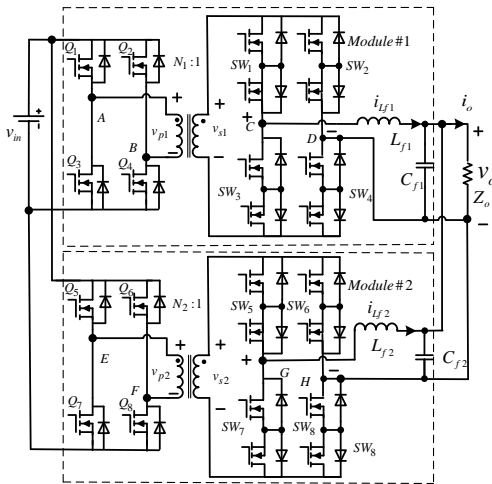 Q1
Q2
N1 : 1
Module#1
SW1
SW2
+
+
iLf1
io
vin
A
vp1
vs1
C
D
Lf1
Cf1
+
vo
Zo
B
Q3
Q4
SW3
SW4
Q5
Q6
N2 : 1
Module#2
SW5
SW6
iLf2
E
vp2
vs2
G
H
Lf2
Cf2
F
Q7
Q8
SW7
SW8
SW8